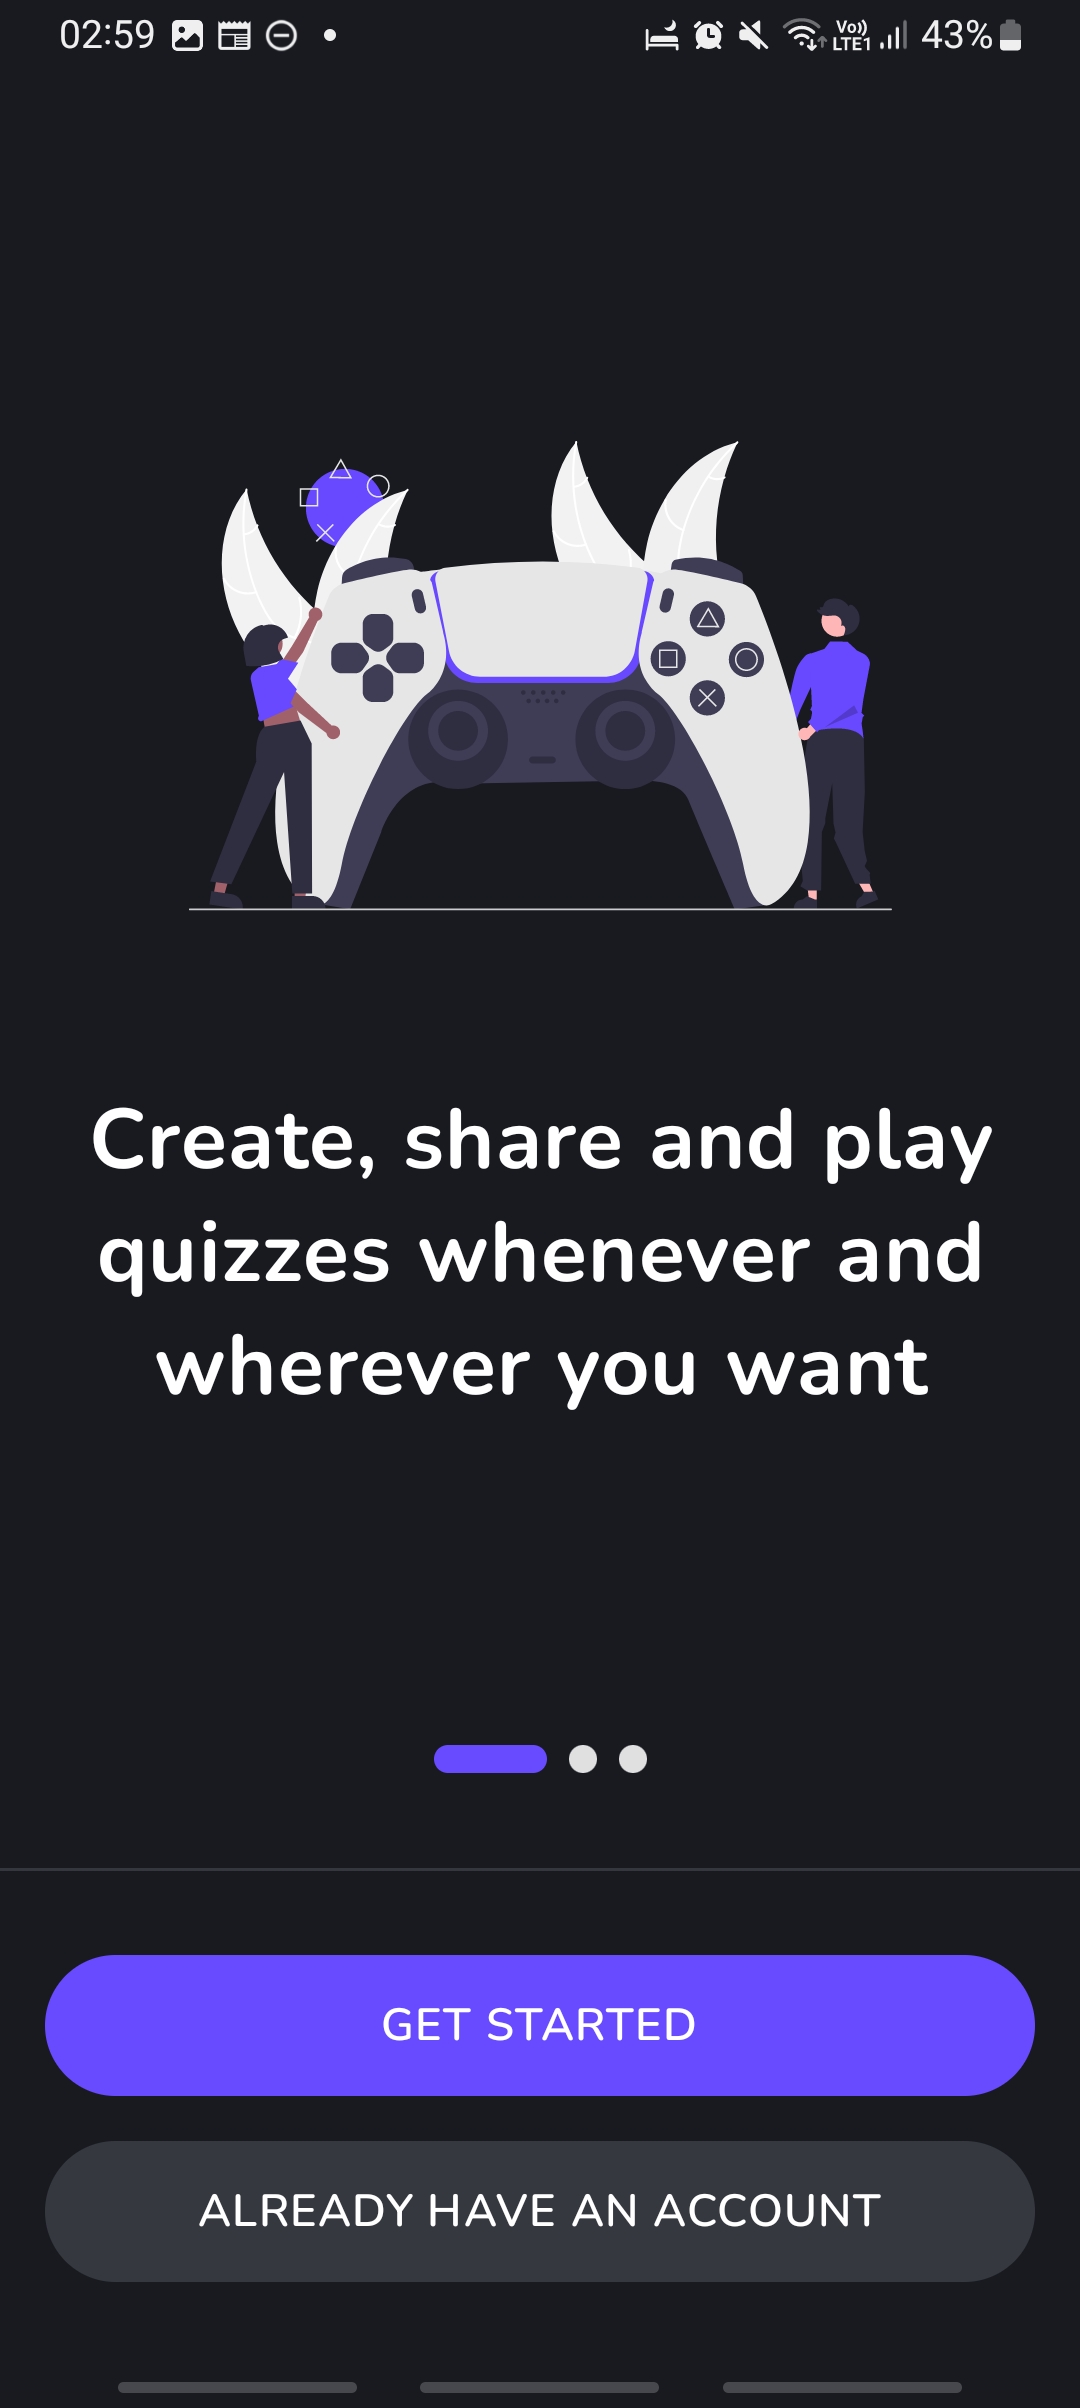 02:59 Vo)) LTE1 43%
Create, share and play
quizzes whenever and
wherever you want
GET STARTED
ALREADY HAVE AN ACCOUNT